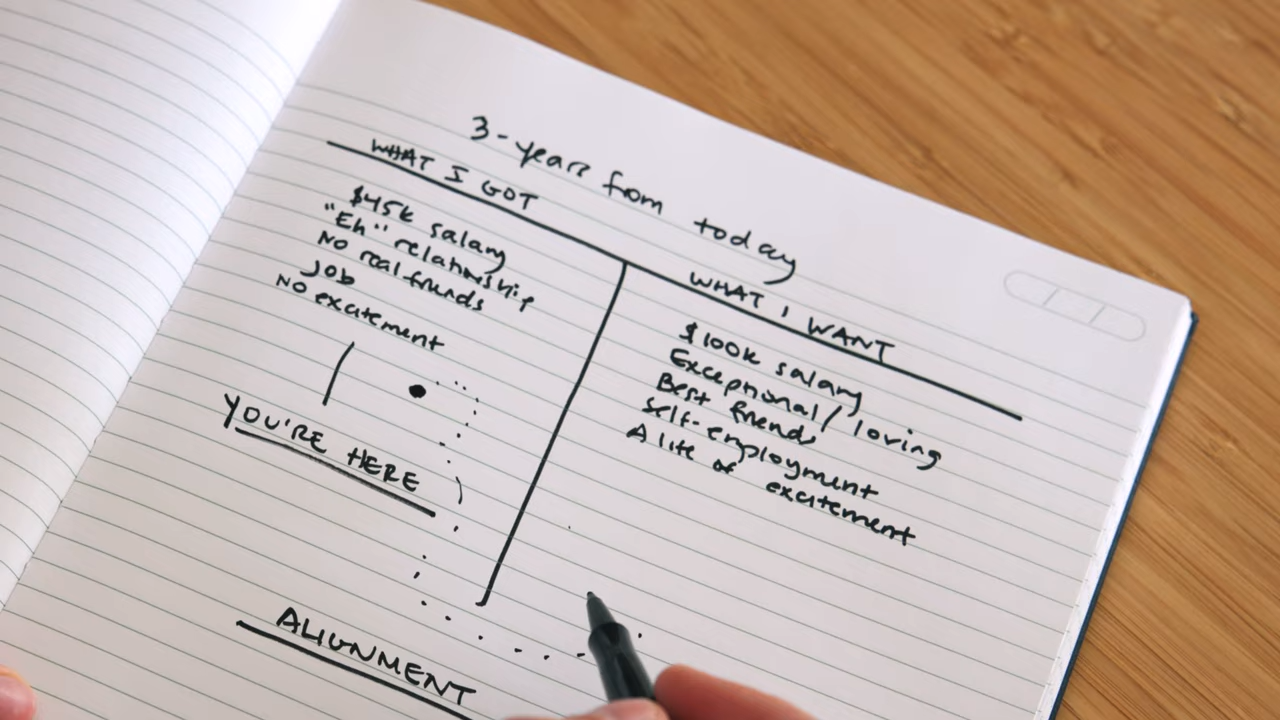 3-years from today
WHAT I GOT
$45k salary
"Eh" relationship
No real friends
Job
No excitement
YOU'RE HERE
WHAT I WANT
$100k salary
Exceptional/loving
Best friends
Self-employment
A life of
excitement
ALIGNMENT